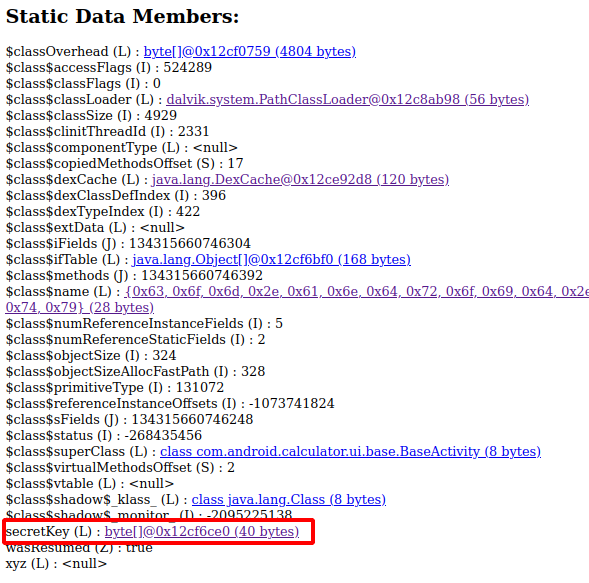 Static Data Members:
$classOverhead (L) : byte[]@0x12cf0759 (4804 bytes)
$class$accessFlags (I) : 524289
$class$classFlags (I) : 0
$class$classLoader (L) : dalvik.system.PathClassLoader@0x12c8ab98 (56 bytes)
$class$classSize (I) : 4929
$class$clinitThreadId (I) : 2331
$class$componentType (L) : <null>
$class$copiedMethodsOffset (S) : 17
$class$dexCache (L) : java.lang.DexCache@0x12ce92d8 (120 bytes)
$class$dexClassDefIndex (I) : 396
$class$dexTypeIndex (I) : 422
$class$extData (L) : <null>
$class$iFields (J) : 134315660746304
$class$ifTable (L) : java.lang.Object[]@0x12cf6bf0 (168 bytes)
$class$methods (J) : 134315660746392
$class$name (L) : {0x63, 0x6f, 0x6d, 0x2e, 0x61, 0x6e, 0x64, 0x72, 0x6f, 0x69, 0x64, 0x2e
0x74, 0x79} (28 bytes)
$class$numReferenceInstanceFields (I) : 5
$class$numReferenceStaticFields (I) : 2
$class$objectSize (I) : 324
$class$objectSizeAllocFastPath (I) : 328
$class$primitiveType (I) : 131072
$class$referenceInstanceOffsets (I) : -1073741824
$class$sFields (J) : 134315660746248
$class$status (I) : -268435456
$class$superClass (L) : class com.android.calculator.ui.base.BaseActivity (8 bytes)
$class$virtualMethodsOffset (S) : 2
$class$vtable (L) : <null>
$class$shadow$_klass_ (L) : class java.lang.Class (8 bytes)
$class$shadow$_monitor_ (I) : -2095225138
secretKey (L) : byte[]@0x12cf6ce0 (40 bytes)
wasResumed (Z) : true
xyz (L) : <null>